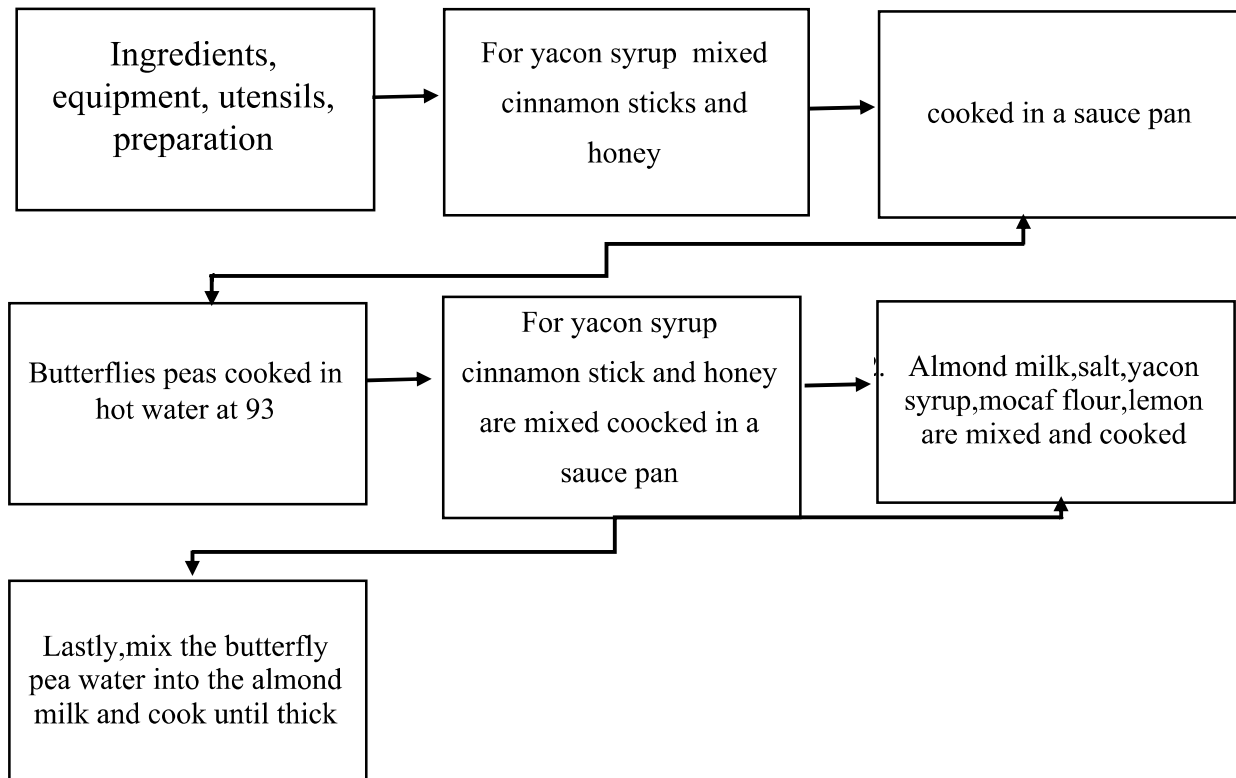 Ingredients,
equipment, utensils,
preparation
For yacon syrup mixed
cinnamon sticks and
honey
cooked in a sauce pan
Butterflies peas cooked in
hot water at 93
For yacon syrup
cinnamon stick and honey
are mixed coocked in a
sauce pan
Almond milk,salt,yacon
syrup,mocaf flour,lemon
are mixed and cooked
Lastly,mix the butterfly
pea water into the almond
milk and cook until thick